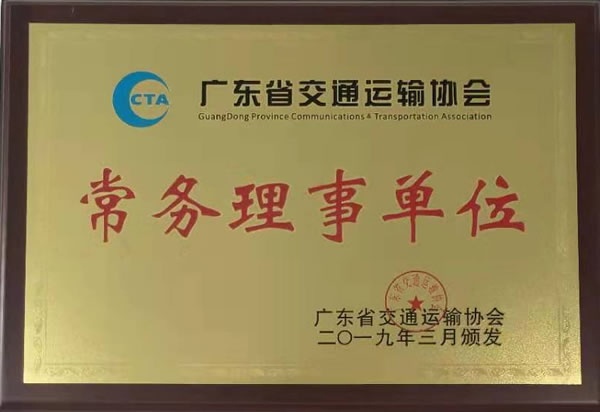 CTA 广东省交通运输协会
GuangDong Province Communications & Transportation Association
常务理事单位
广东省交通运输协会
二〇一九年三月颁发